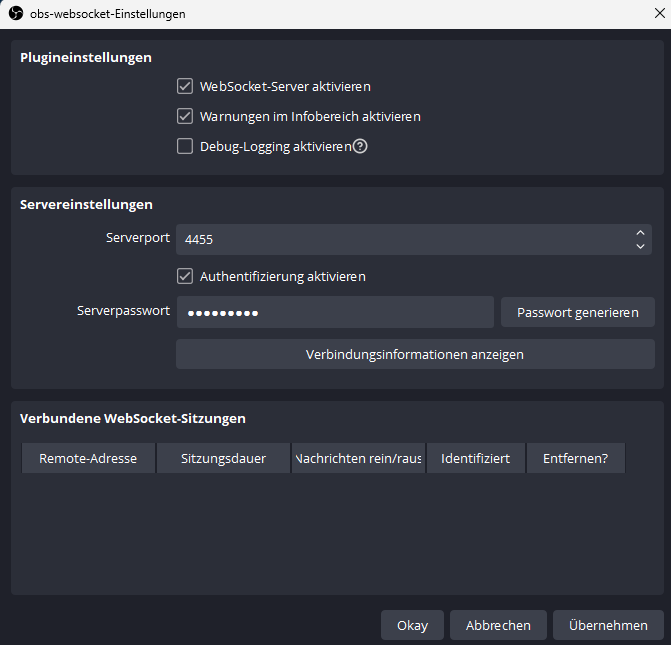 obs-websocket-Einstellungen
Plugineinstellungen
WebSocket-Server aktivieren
Warnungen im Infobereich aktivieren
Debug-Logging aktivieren
Servereinstellungen
Serverport 4455
Authentifizierung aktivieren
Serverpasswort ●●●●●●●●● Passwort generieren
Verbindungsinformationen anzeigen
Verbundene WebSocket-Sitzungen
Remote-Adresse Sitzungsdauer Nachrichten rein/raus Identifiziert Entfernen?
Okay Abbrechen Übernehmen